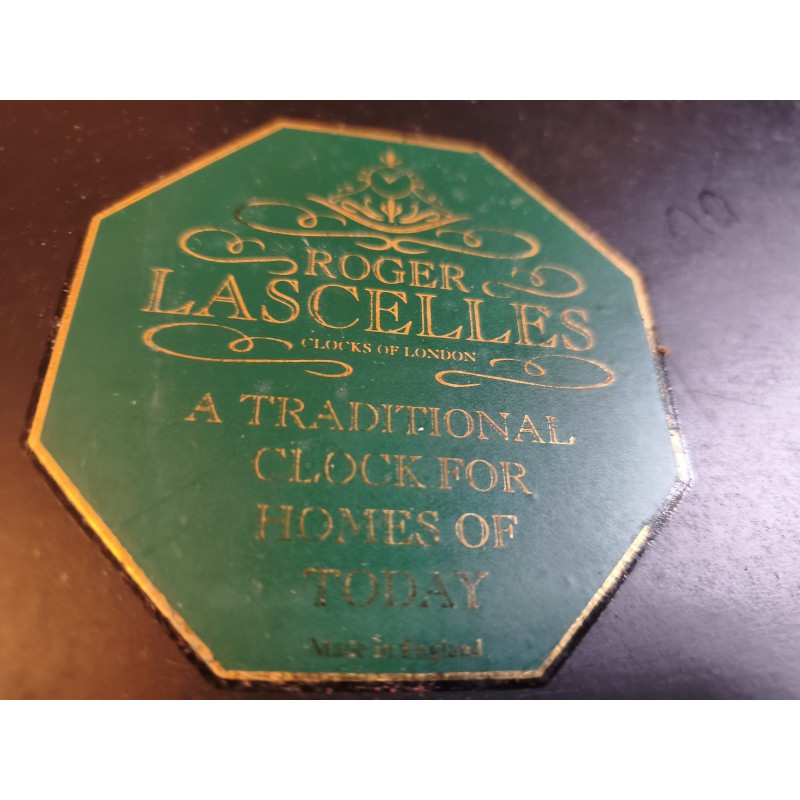 ROGER
LASCELLES
CLOCKS OF LONDON
A TRADITIONAL
CLOCK FOR
HOMES OF
TODAY
Made in England